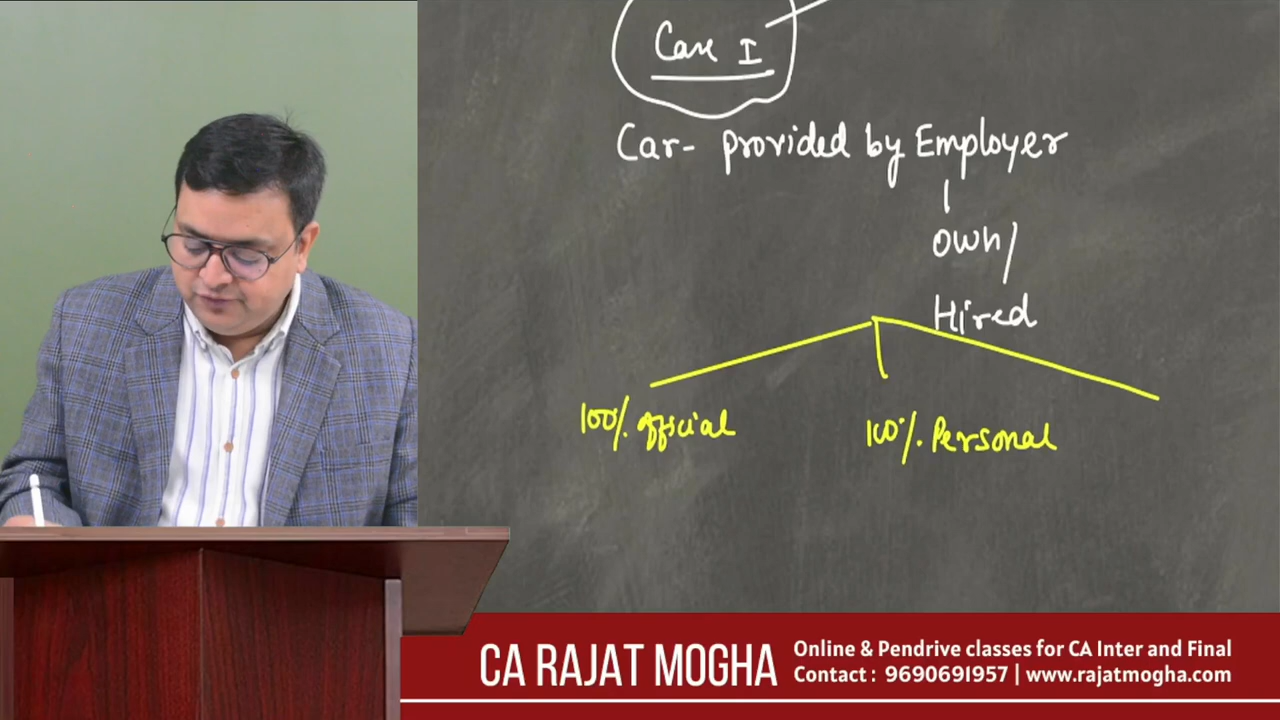 Case I
Car- provided by Employer
own/
Hired
100% official
100% Personal
CA RAJAT MOGHA
Online & Pendrive classes for CA Inter and Final
Contact : 9690691957 | www.rajatmogha.com